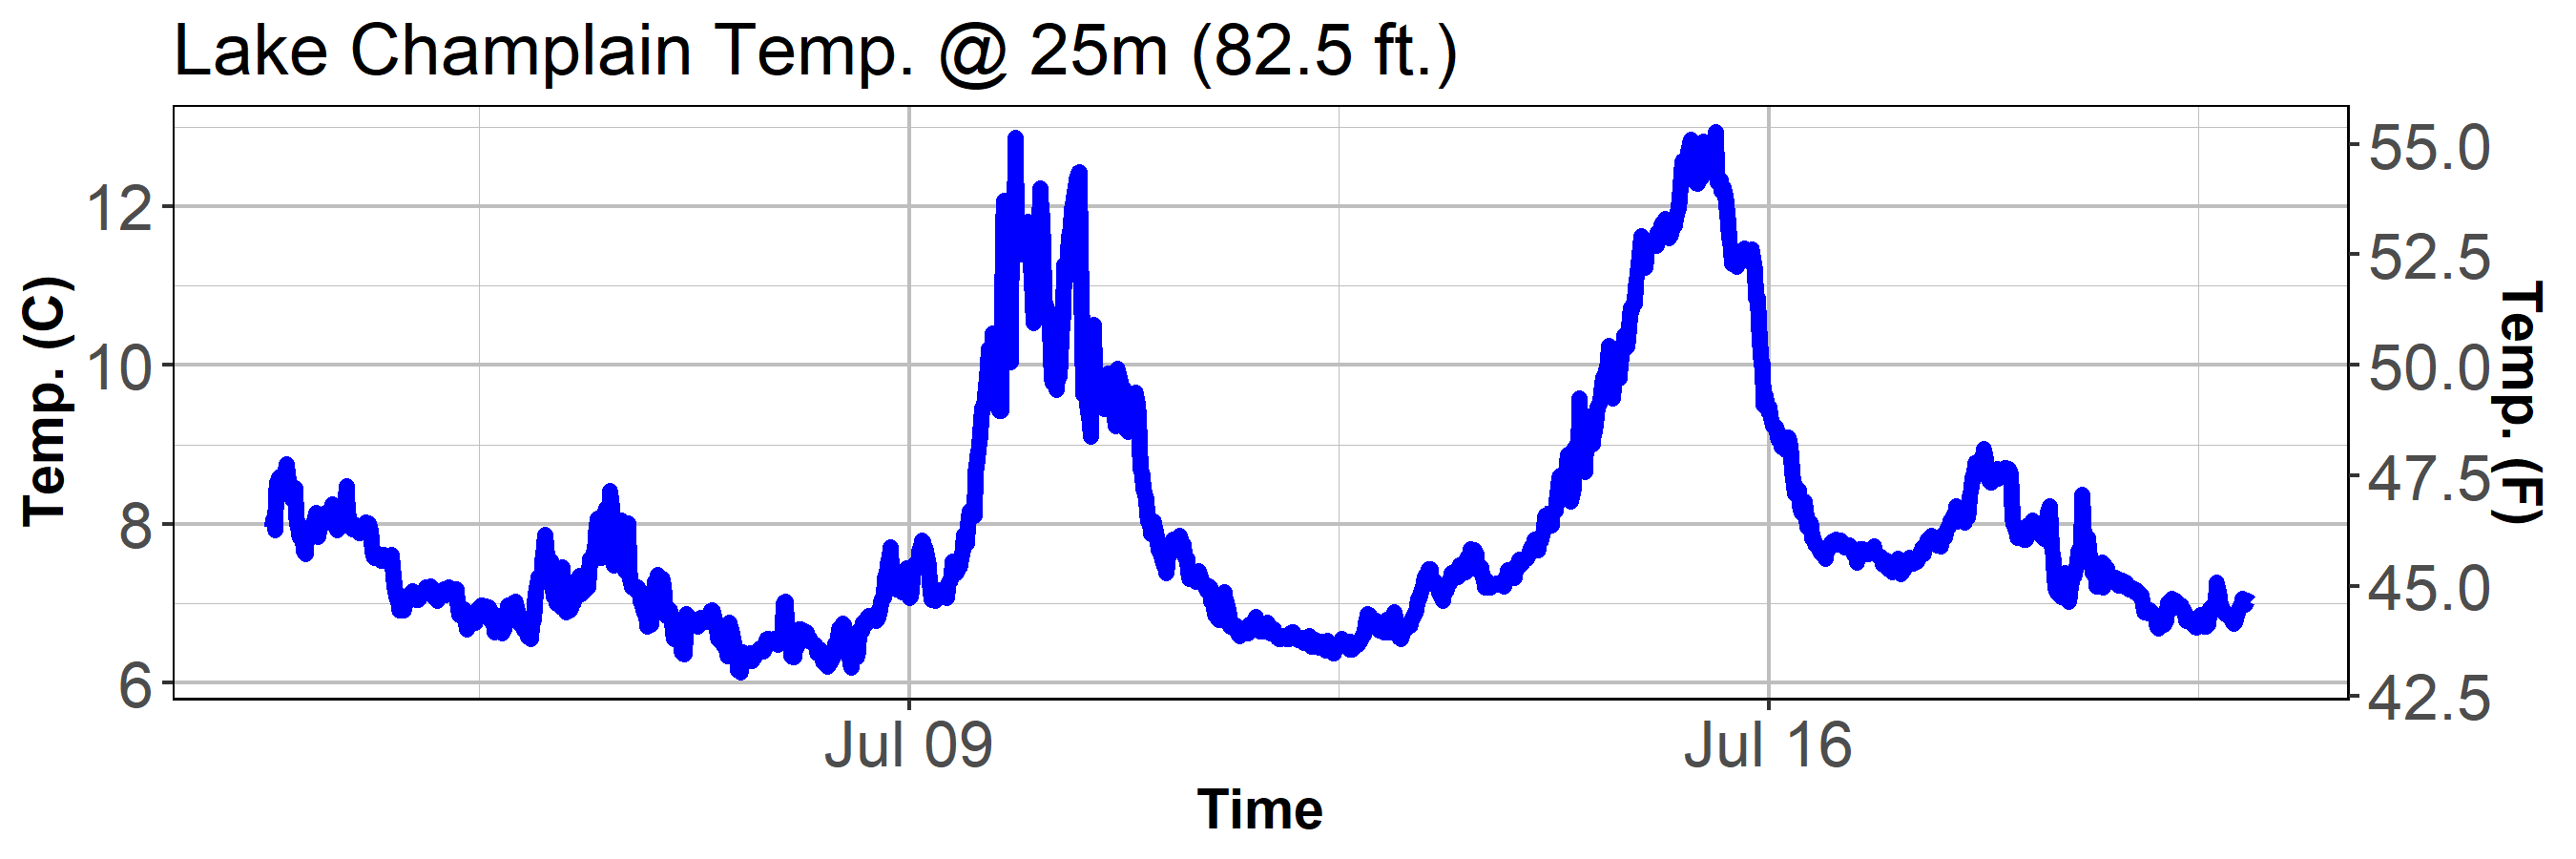 Lake Champlain Temp. @ 25m (82.5 ft.)
Temp. (C)
12
10
8
6
55.0
52.5
50.0
47.5
45.0
42.5
Temp. (F)
Jul 09
Jul 16
Time